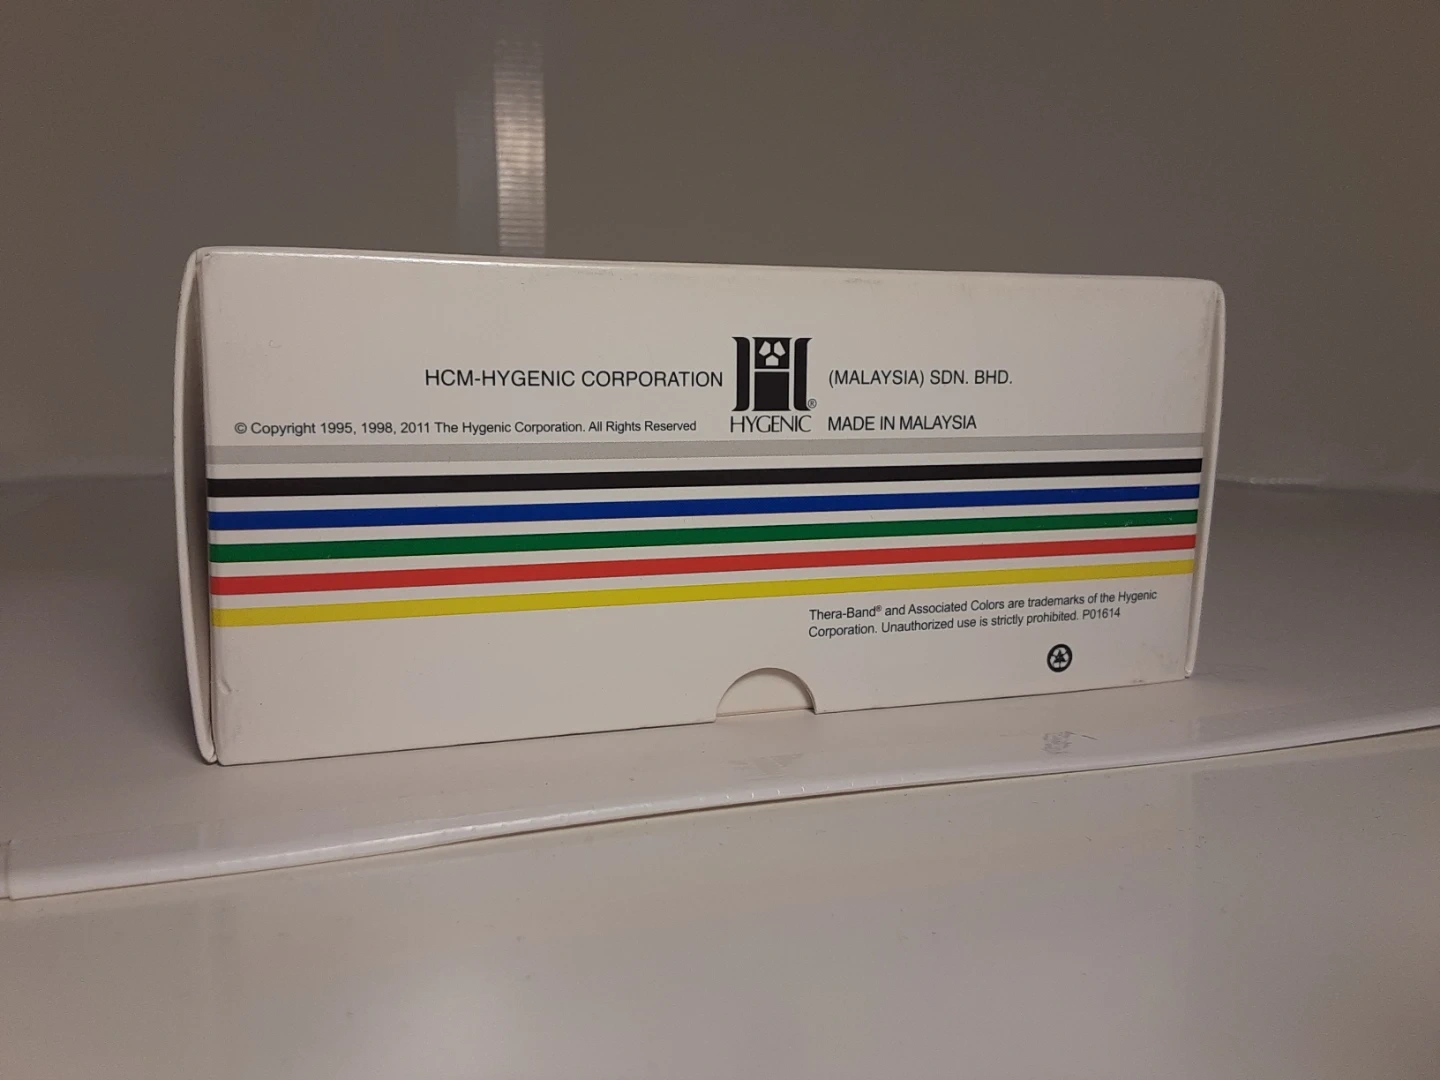 HCM-HYGENIC CORPORATION (MALAYSIA) SDN. BHD.
© Copyright 1995, 1998, 2011 The Hygenic Corporation. All Rights Reserved HYGENIC® MADE IN MALAYSIA
Thera-Band® and Associated Colors are trademarks of the Hygenic
Corporation. Unauthorized use is strictly prohibited. P01614